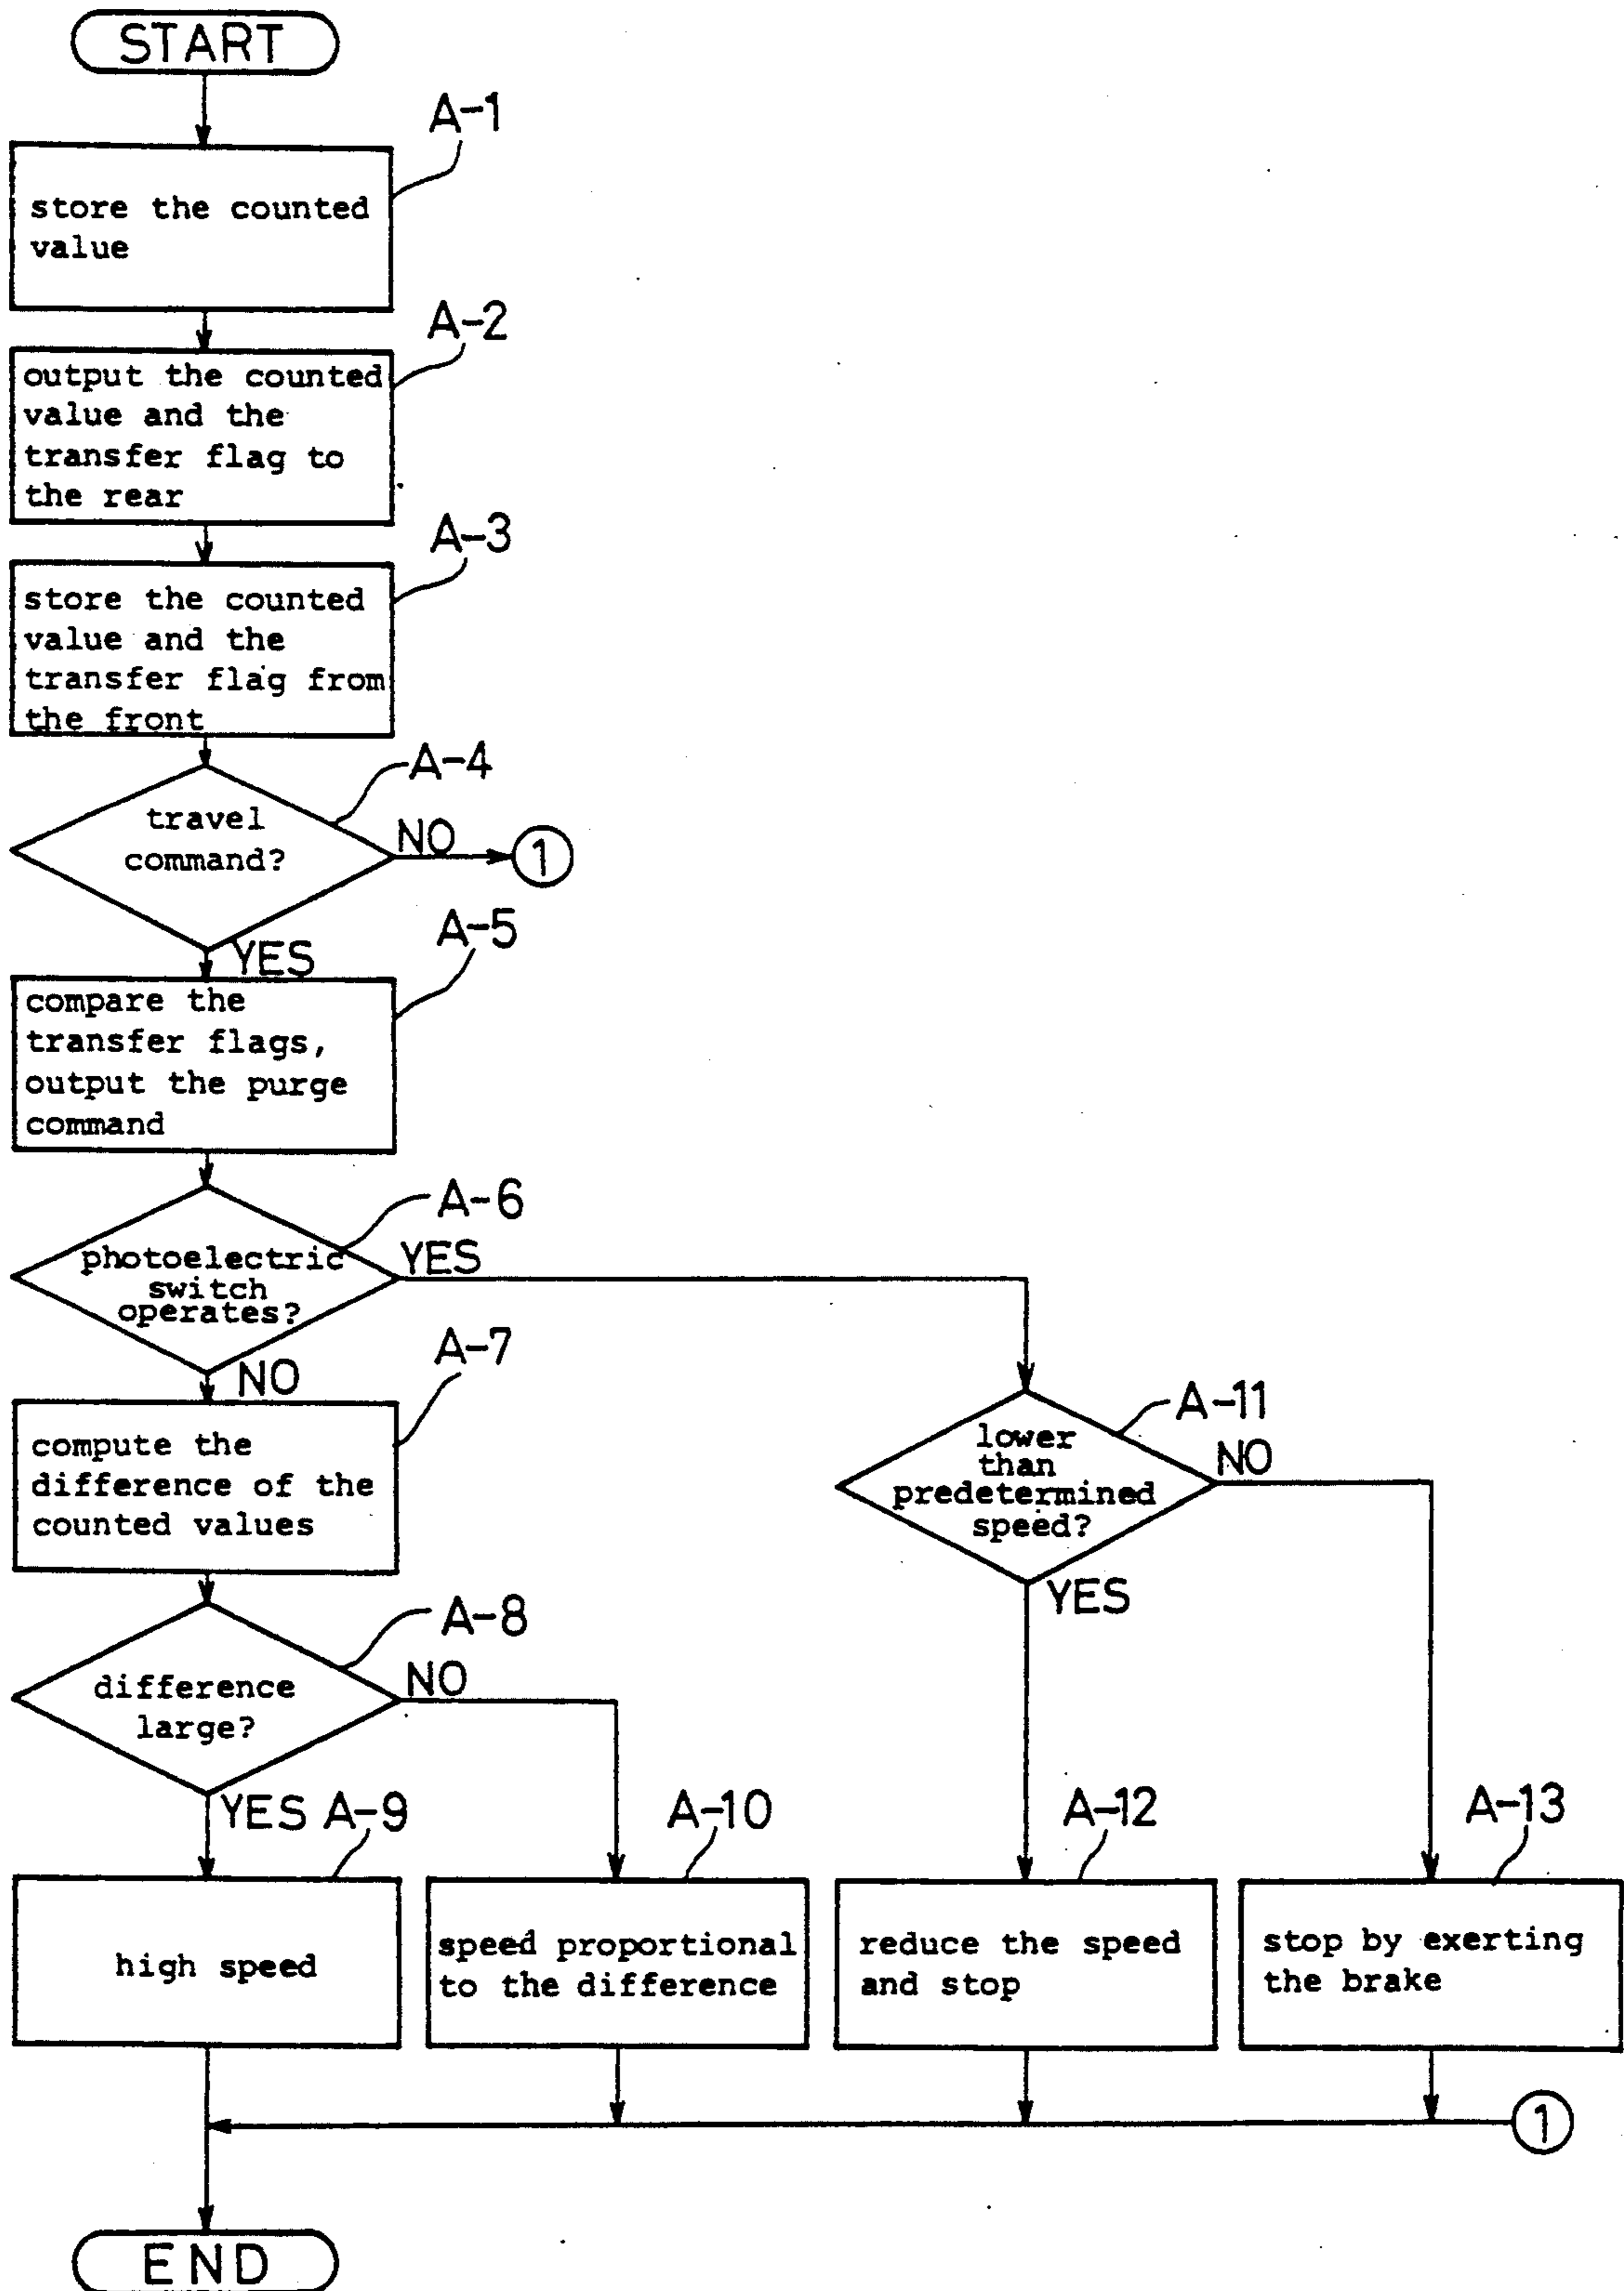 START
A-1
store the counted
value
A-2
output the counted
value and the
transfer flag to
the rear
A-3
store the counted
value and the
transfer flag from
the front
A-4
travel
command?
NO
1
YES
A-5
compare the
transfer flags,
output the purge
command
A-6
photoelectric
switch
operates?
YES
NO
A-7
compute the
difference of the
counted values
A-11
lower
than
predetermined
speed?
NO
YES
A-8
difference
large?
NO
YES
A-9
high speed
A-10
speed proportional
to the difference
A-12
reduce the speed
and stop
A-13
stop by exerting
the brake
1
END